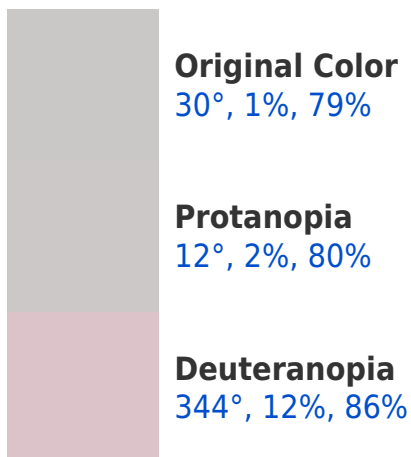 Original Color
30°, 1%, 79%
Protanopia
12°, 2%, 80%
Deuteranopia
344°, 12%, 86%